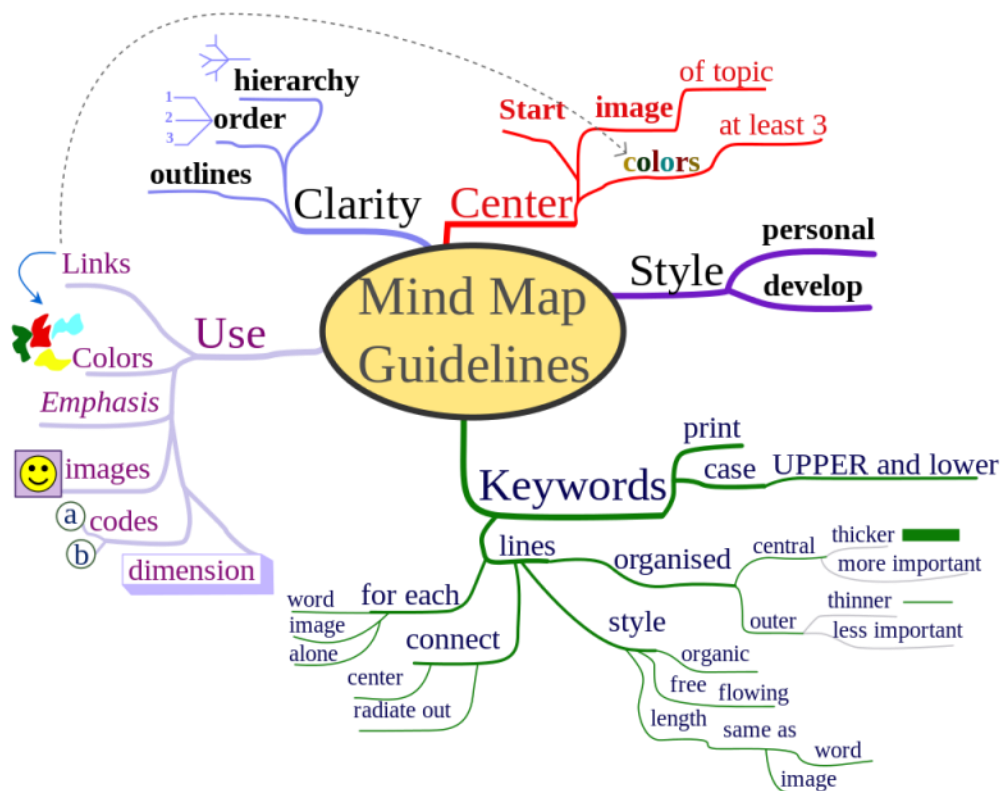 Mind Map
Guidelines
Center
Start
image
of topic
colors
at least 3
Style
personal
develop
Keywords
print
case
UPPER and lower
lines
organised
central
thicker
more important
outer
thinner
less important
style
organic
free
flowing
length
same as
word
image
connect
center
radiate out
for each
word
image
alone
Use
Links
Colors
Emphasis
images
codes
a
b
dimension
Clarity
hierarchy
order
1
2
3
outlines